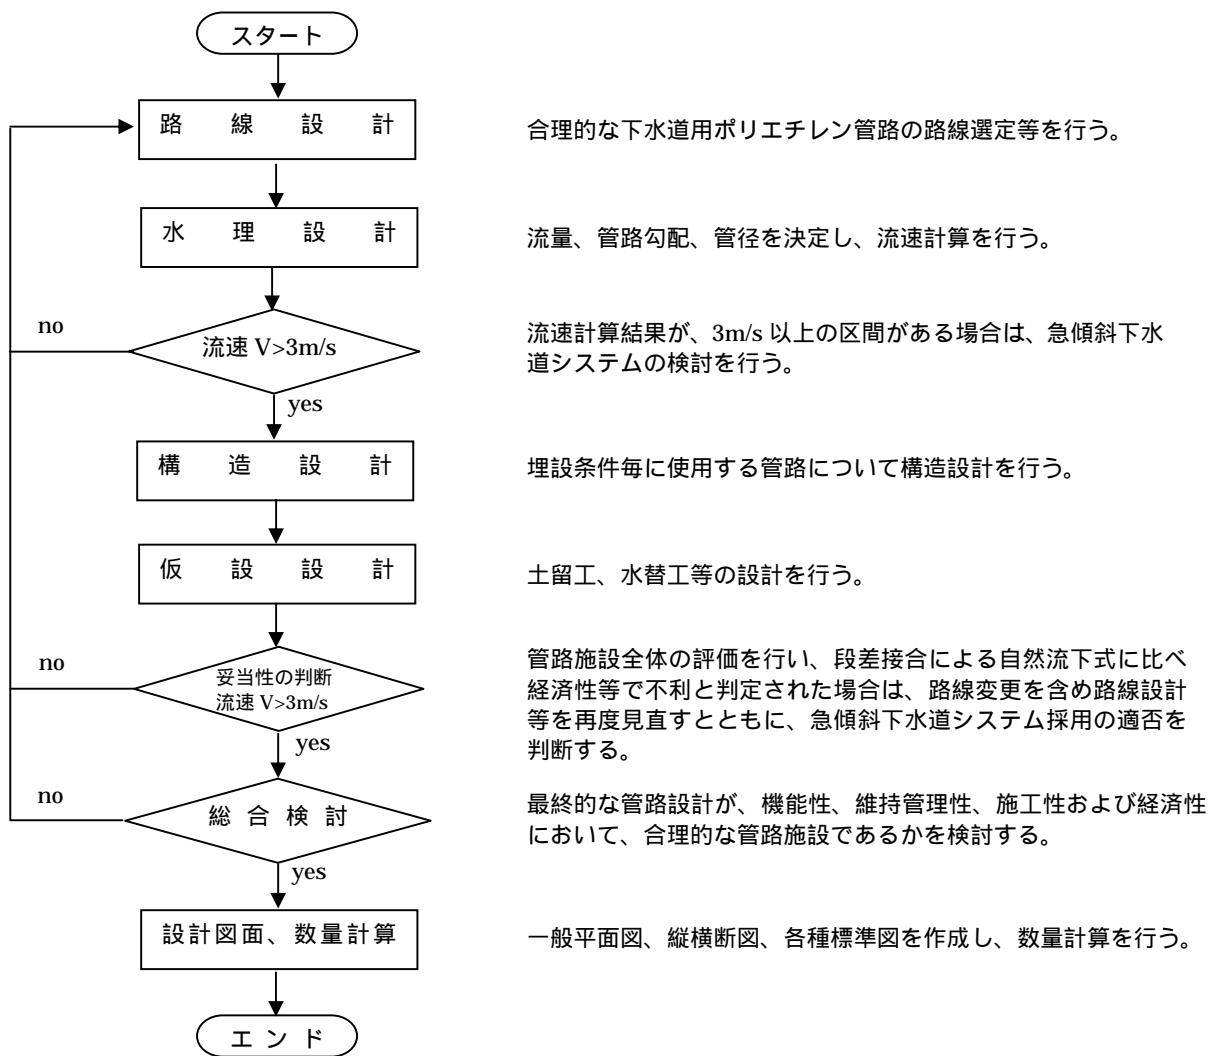 スタート
路線設計
合理的な下水道用ポリエチレン管路の路線選定等を行う。
水理設計
流量、管路勾配、管径を決定し、流速計算を行う。
no
流速 V>3m/s
流速計算結果が、3m/s 以上の区間がある場合は、急傾斜下水
道システムの検討を行う。
yes
構造設計
埋設条件毎に使用する管路について構造設計を行う。
仮設設計
土留工、水替工等の設計を行う。
no
妥当性の判断
流速 V>3m/s
管路施設全体の評価を行い、段差接合による自然流下式に比べ
経済性等で不利と判定された場合は、路線変更を含め路線設計
等を再度見直すとともに、急傾斜下水道システム採用の適否を
判断する。
yes
no
総合検討
最終的な管路設計が、機能性、維持管理性、施工性および経済性
において、合理的な管路施設であるかを検討する。
yes
設計図面、数量計算
一般平面図、縦横断図、各種標準図を作成し、数量計算を行う。
エンド